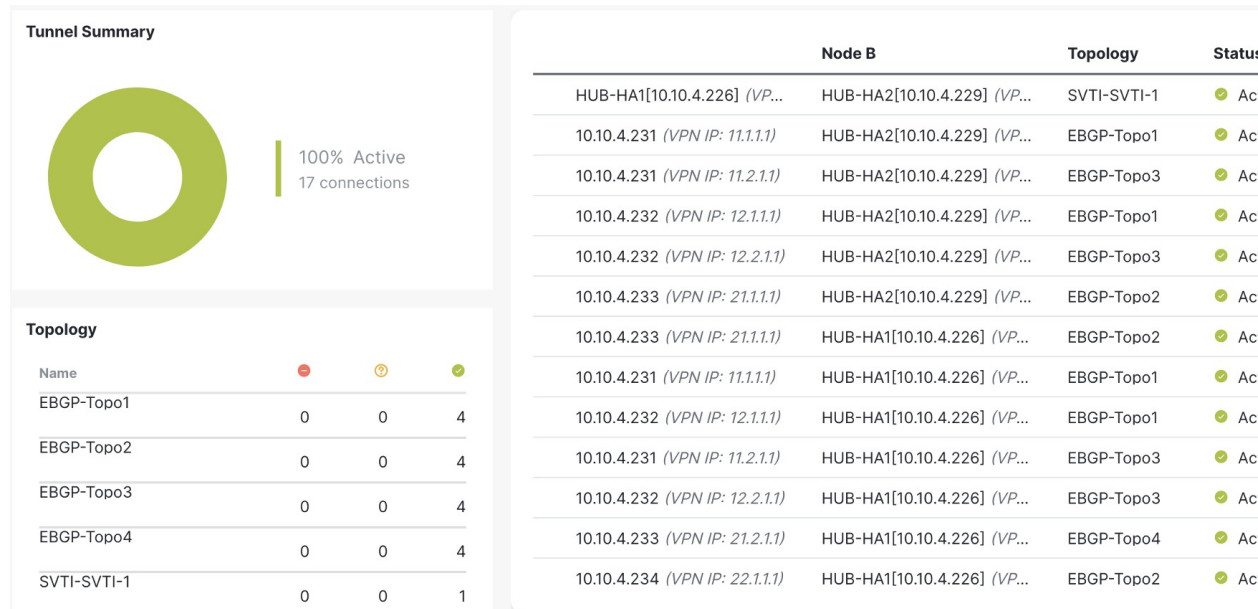 Tunnel Summary
100% Active
17 connections
Topology
Name
EBGP-Topo1
0 0 4
EBGP-Topo2
0 0 4
EBGP-Topo3
0 0 4
EBGP-Topo4
0 0 4
SVTI-SVTI-1
0 0 1
Node B Topology Status
HUB-HA1[10.10.4.226] (VP... HUB-HA2[10.10.4.229] (VP... SVTI-SVTI-1 Ac
10.10.4.231 (VPN IP: 11.1.1.1) HUB-HA2[10.10.4.229] (VP... EBGP-Topo1 Ac
10.10.4.231 (VPN IP: 11.2.1.1) HUB-HA2[10.10.4.229] (VP... EBGP-Topo3 Ac
10.10.4.232 (VPN IP: 12.1.1.1) HUB-HA2[10.10.4.229] (VP... EBGP-Topo1 Ac
10.10.4.232 (VPN IP: 12.2.1.1) HUB-HA2[10.10.4.229] (VP... EBGP-Topo3 Ac
10.10.4.233 (VPN IP: 21.1.1.1) HUB-HA2[10.10.4.229] (VP... EBGP-Topo2 Ac
10.10.4.233 (VPN IP: 21.1.1.1) HUB-HA1[10.10.4.226] (VP... EBGP-Topo2 Ac
10.10.4.231 (VPN IP: 11.1.1.1) HUB-HA1[10.10.4.226] (VP... EBGP-Topo1 Ac
10.10.4.232 (VPN IP: 12.1.1.1) HUB-HA1[10.10.4.226] (VP... EBGP-Topo1 Ac
10.10.4.231 (VPN IP: 11.2.1.1) HUB-HA1[10.10.4.226] (VP... EBGP-Topo3 Ac
10.10.4.232 (VPN IP: 12.2.1.1) HUB-HA1[10.10.4.226] (VP... EBGP-Topo3 Ac
10.10.4.233 (VPN IP: 21.2.1.1) HUB-HA1[10.10.4.226] (VP... EBGP-Topo4 Ac
10.10.4.234 (VPN IP: 22.1.1.1) HUB-HA1[10.10.4.226] (VP... EBGP-Topo2 Ac